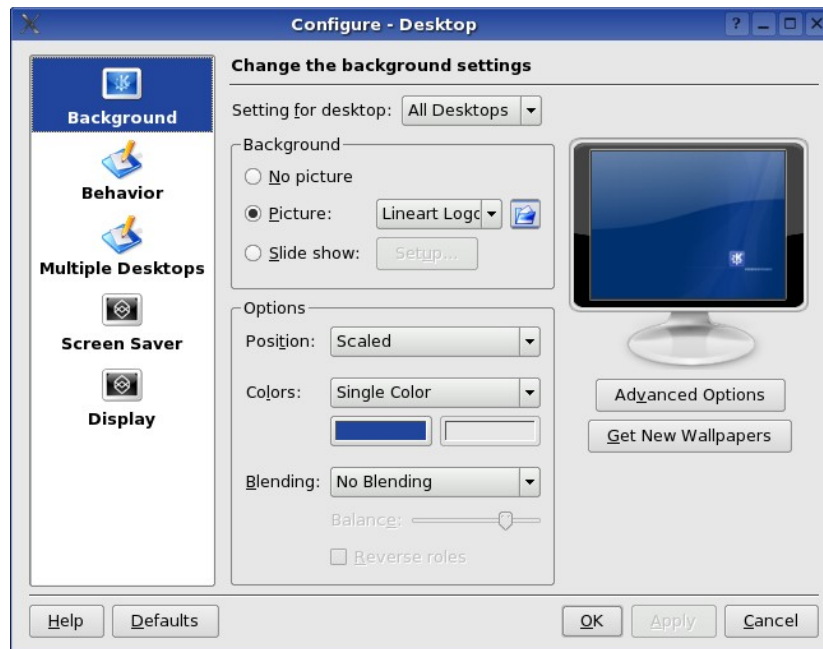 Configure - Desktop
Background
Behavior
Multiple Desktops
Screen Saver
Display
Change the background settings
Setting for desktop: All Desktops
Background
No picture
Picture: Lineart Logo
Slide show: Setup...
Options
Position: Scaled
Colors: Single Color
Blending: No Blending
Balance:
Reverse roles
Advanced Options
Get New Wallpapers
Help Defaults OK Apply Cancel